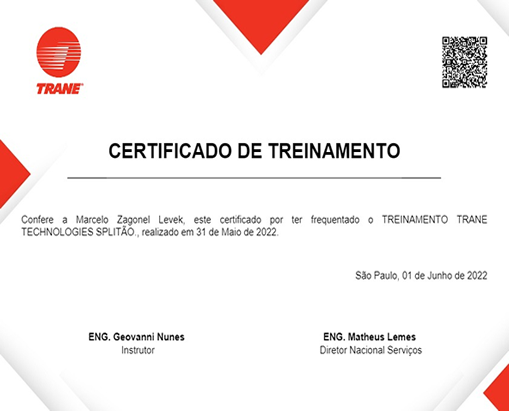 TRANE
CERTIFICADO DE TREINAMENTO
Confere a Marcelo Zagonel Levek, este certificado por ter frequentado o TREINAMENTO TRANE
TECHNOLOGIES SPLITÃO., realizado em 31 de Maio de 2022.
São Paulo, 01 de Junho de 2022
ENG. Geovanni Nunes
Instrutor
ENG. Matheus Lemes
Diretor Nacional Serviços